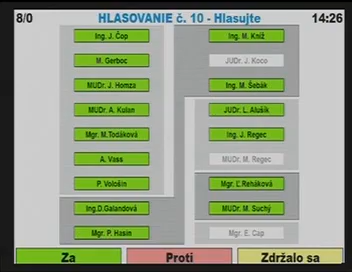 8/0 HLASOVANIE č. 10 - Hlasujte 14:26
Ing. J. Čop
Ing. M. Kníž
M. Gerboc
JUDr. J. Koco
MUDr. J. Homza
Ing. M. Šebák
MUDr. A. Kulan
JUDr. L. Alušík
Mgr. M.Todáková
Ing. J. Regec
A. Vass
MUDr. M. Regec
P. Vološin
Mgr. Ľ.Reháková
Ing.D.Galandová
MUDr. M. Suchý
Mgr. P. Hasin
Mgr. E. Cap
Za Proti Zdržalo sa